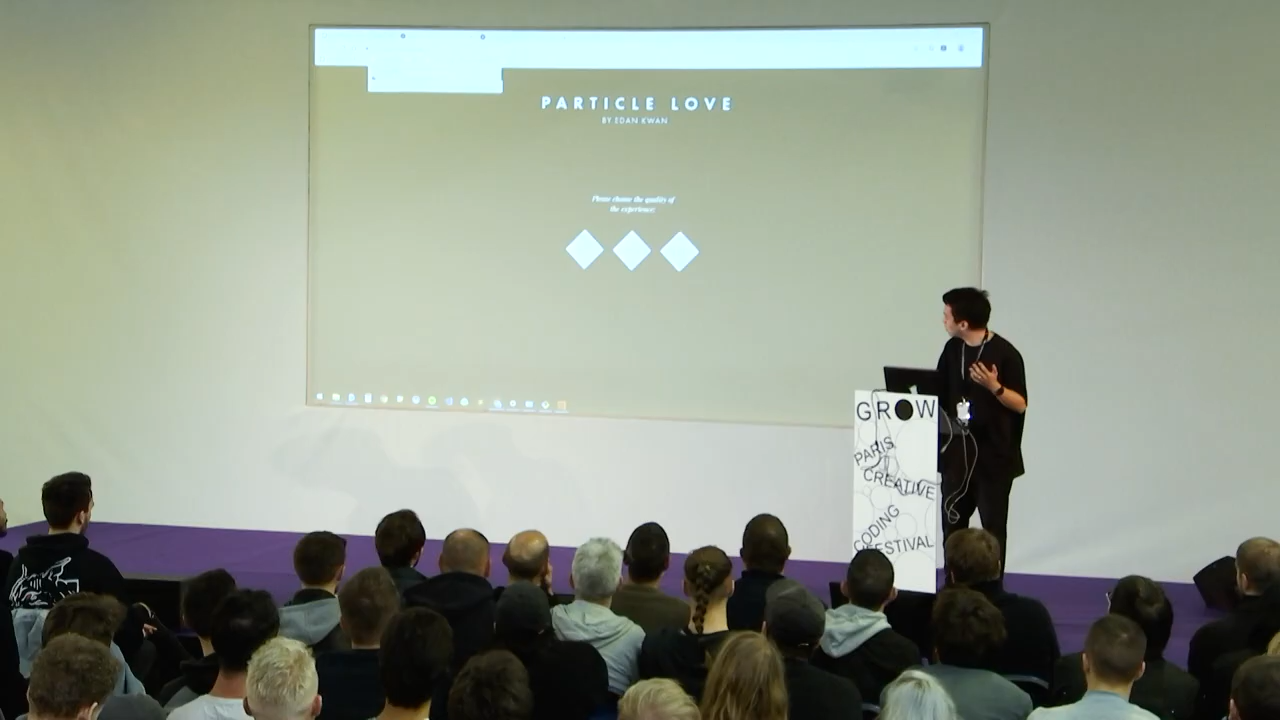 PARTICLE LOVE
BY EDAN KWAN
Please choose the quality of
the experience:
GROW
PARIS
CREATIVE
CODING
FESTIVAL